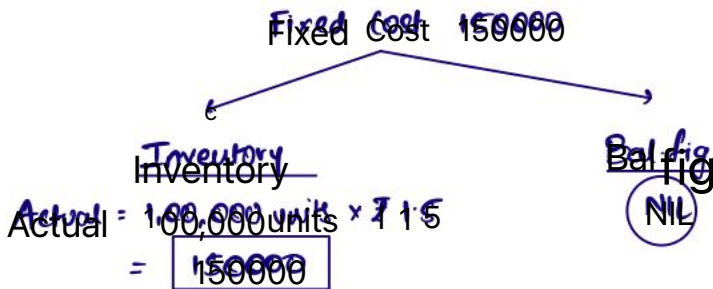 Fixed Cost 150000
Inventory
Bal. fig
Actual = 1,00,000 units × ₹ 1.5
NIL
= 150000